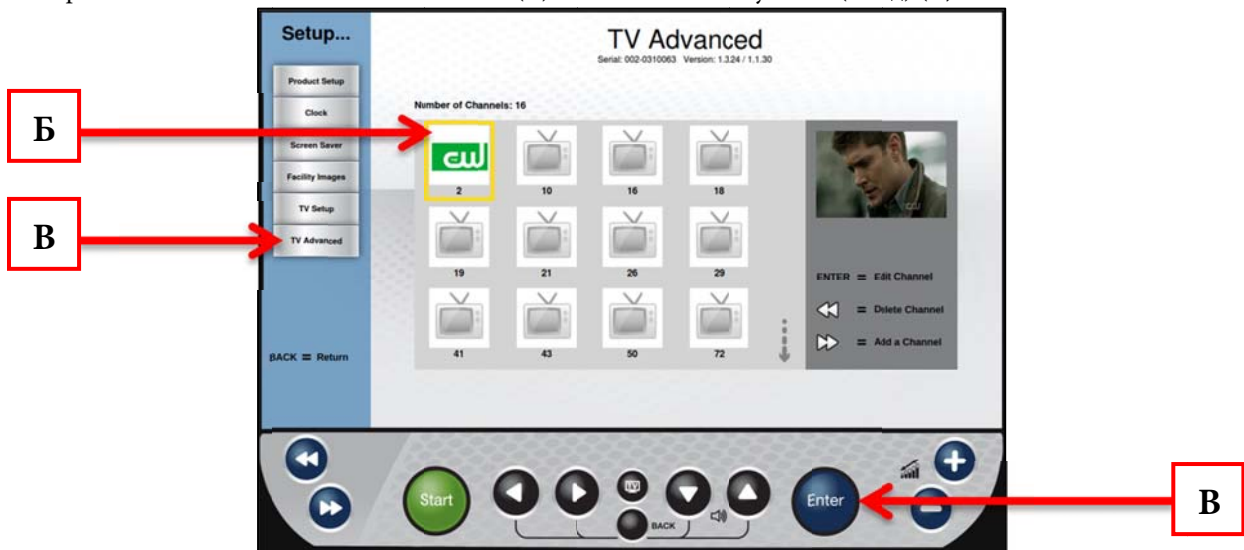 Setup...
TV Advanced
Serial: 002-0310063 Version: 1.3.24 / 1.1.30
Product Setup
Clock
Screen Saver
Facility Images
TV Setup
TV Advanced
BACK = Return
Number of Channels: 16
Б
В
cw
2
10
16
18
19
21
26
29
41
43
50
72
cw
ENTER = Edit Channel
= Delete Channel
= Add a Channel
Start
TV
BACK
Enter
В